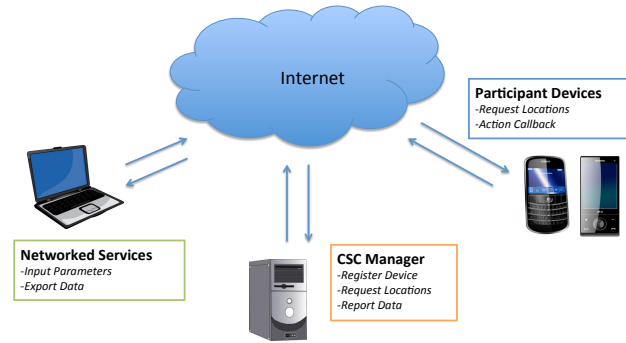 Internet
Participant Devices
-Request Locations
-Action Callback
Networked Services
-Input Parameters
-Export Data
CSC Manager
-Register Device
-Request Locations
-Report Data